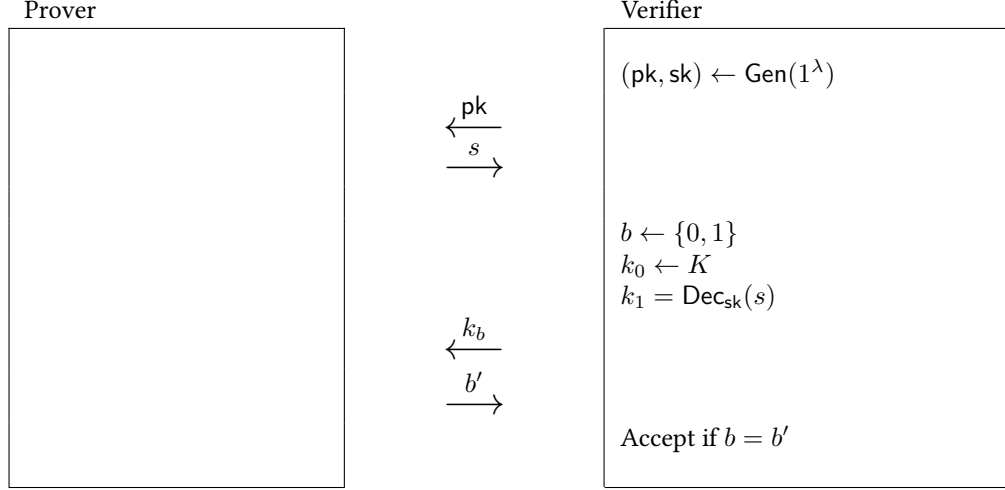 Prover
Verifier
(pk, sk) ← Gen(1^λ)
pk
s
b ← {0, 1}
k_0 ← K
k_1 = Dec_sk(s)
k_b
b′
Accept if b = b′